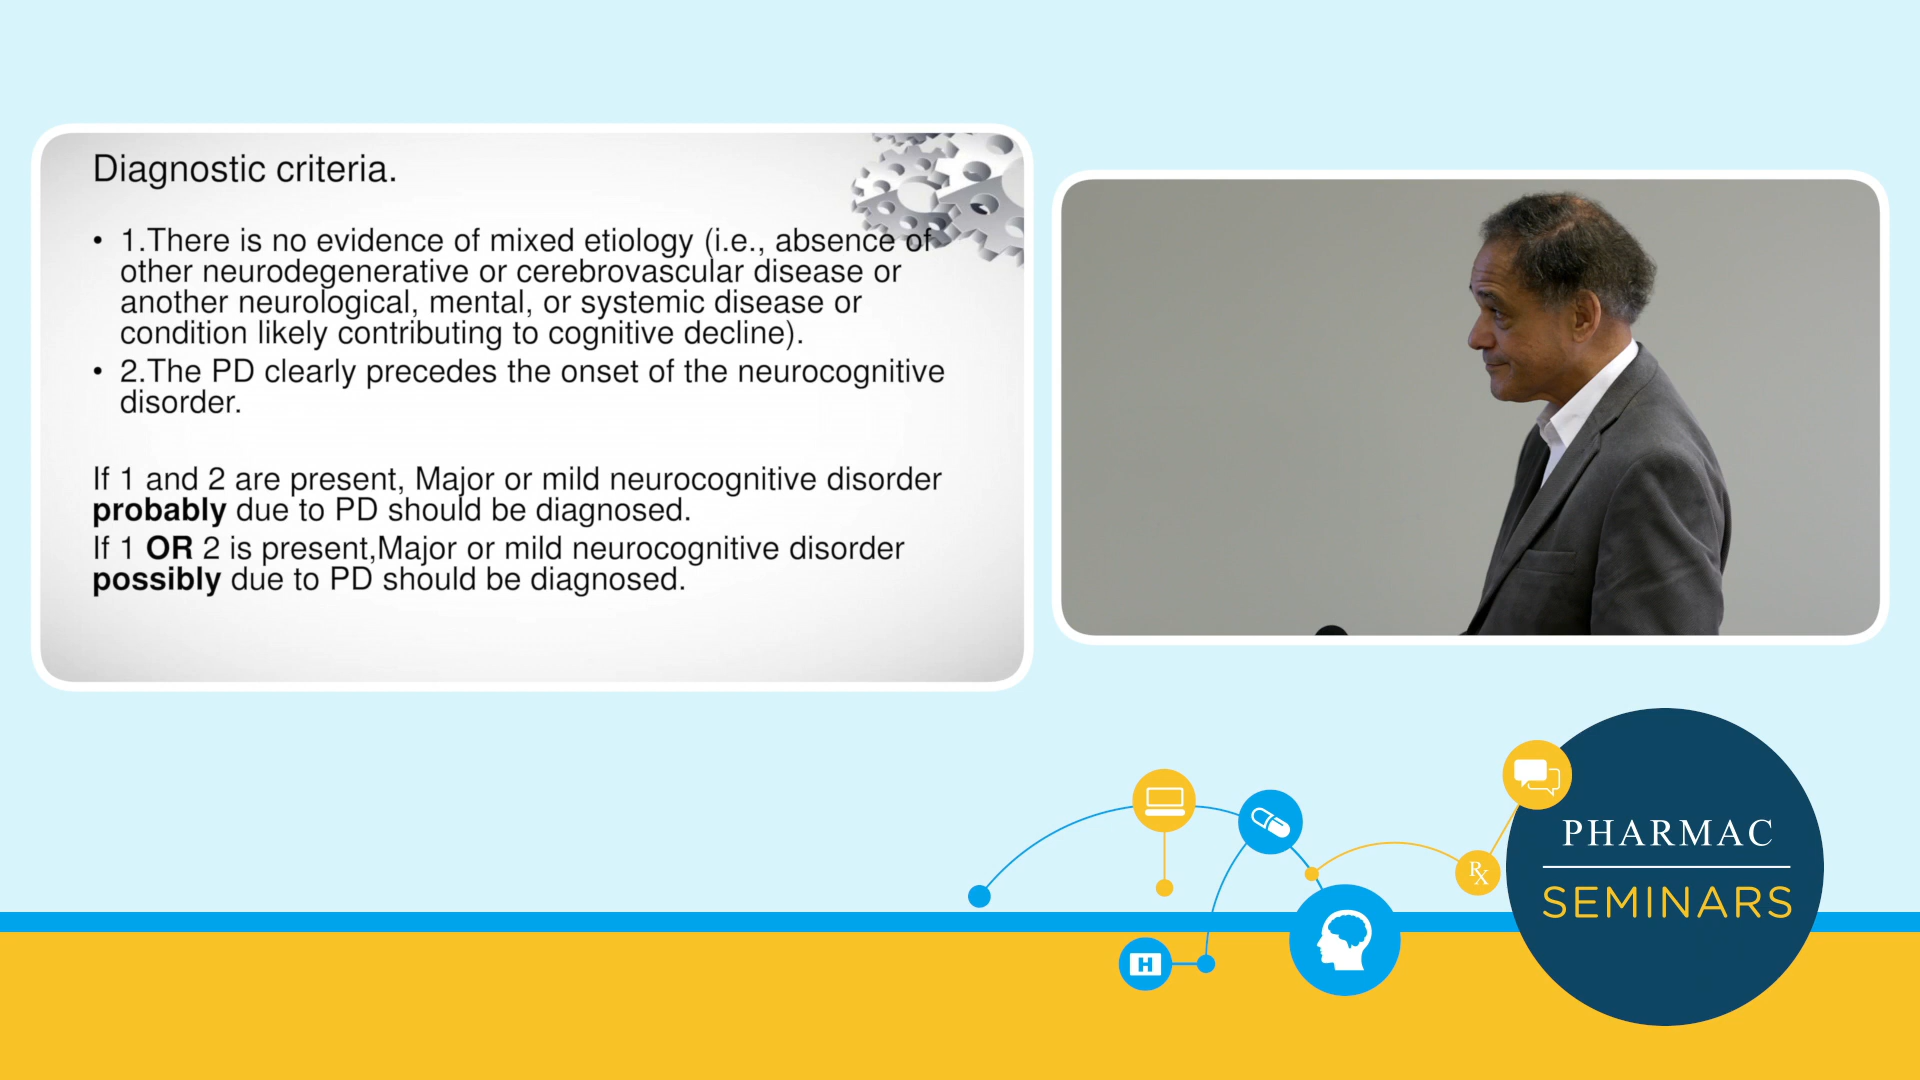 Diagnostic criteria.
• 1.There is no evidence of mixed etiology (i.e., absence of
other neurodegenerative or cerebrovascular disease or
another neurological, mental, or systemic disease or
condition likely contributing to cognitive decline).
• 2.The PD clearly precedes the onset of the neurocognitive
disorder.
If 1 and 2 are present, Major or mild neurocognitive disorder
probably due to PD should be diagnosed.
If 1 OR 2 is present,Major or mild neurocognitive disorder
possibly due to PD should be diagnosed.
PHARMAC
SEMINARS
Rx
H